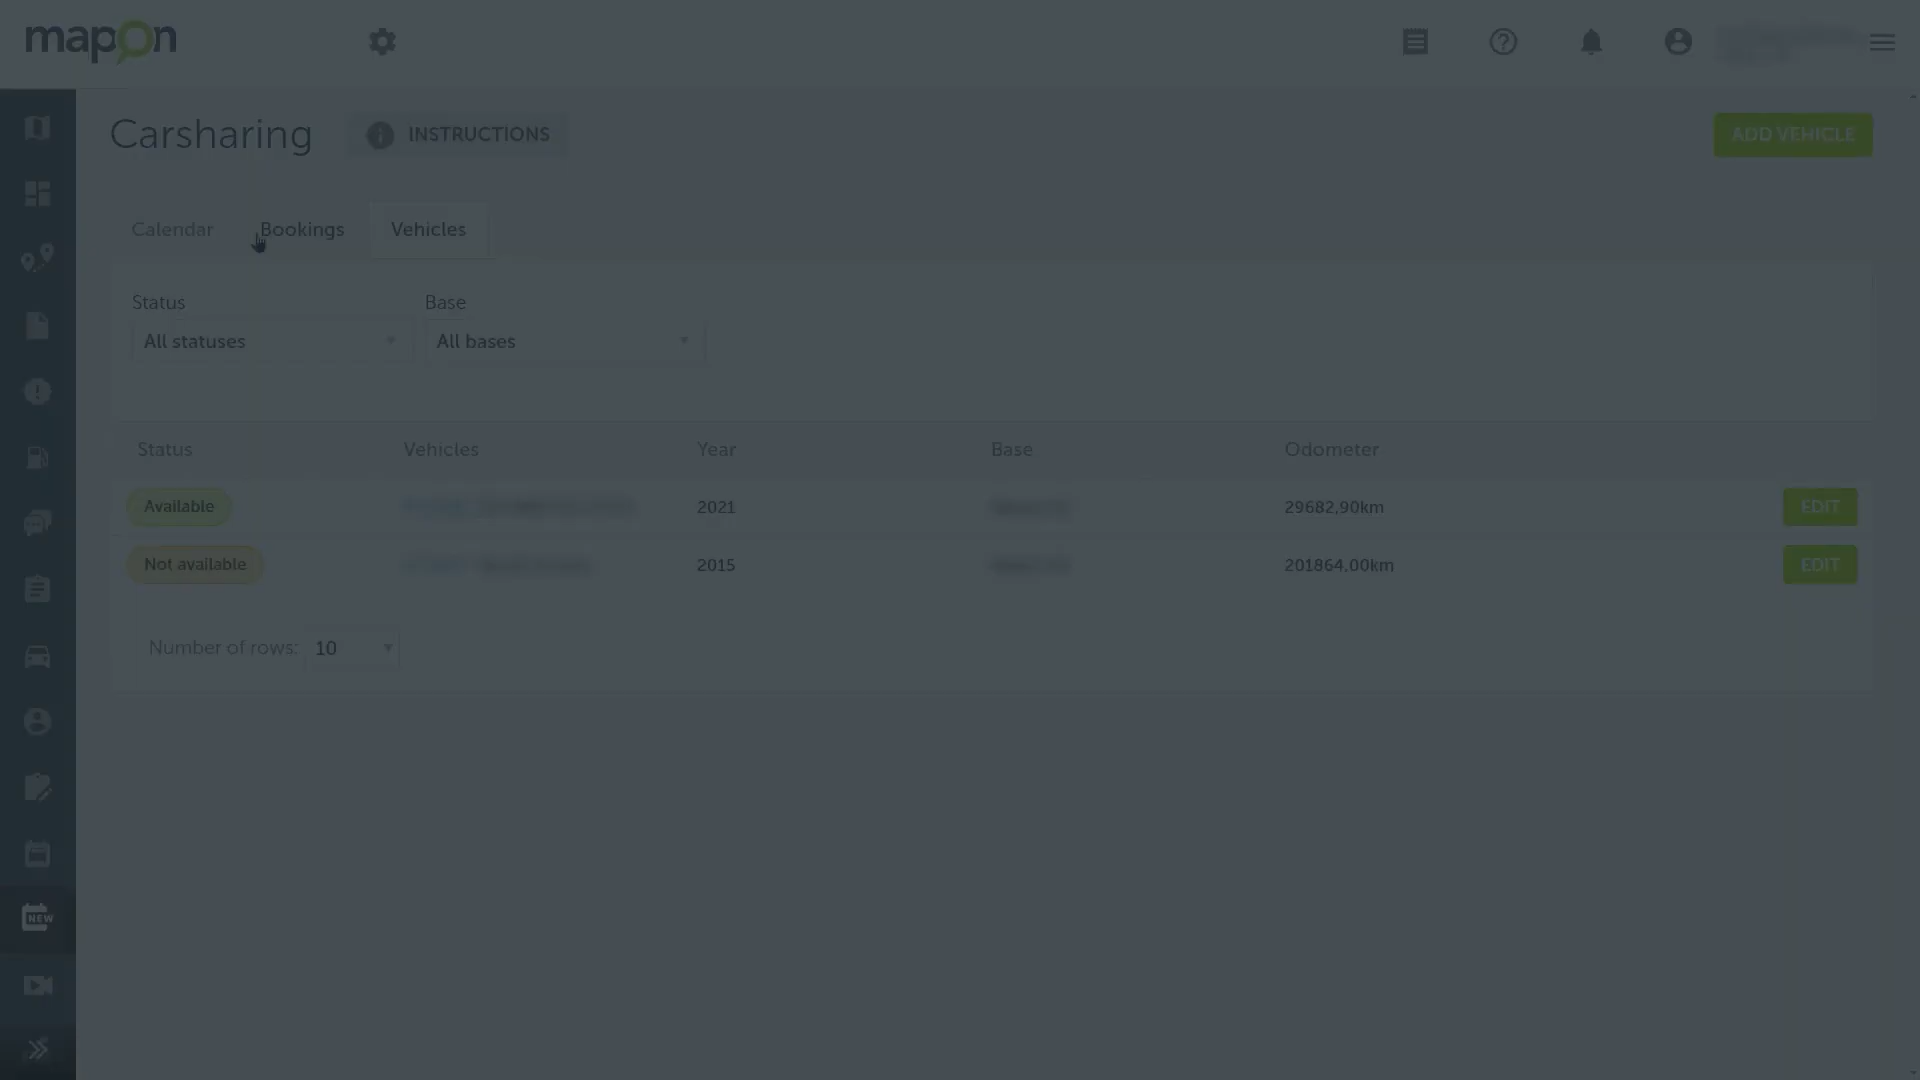 mapon
Carsharing INSTRUCTIONS ADD VEHICLE
Calendar Bookings Vehicles
Status Base
All statuses All bases
Status Vehicles Year Base Odometer
Available 2021 29682,90km EDIT
Not available 2015 201864,00km EDIT
Number of rows: 10
NEW